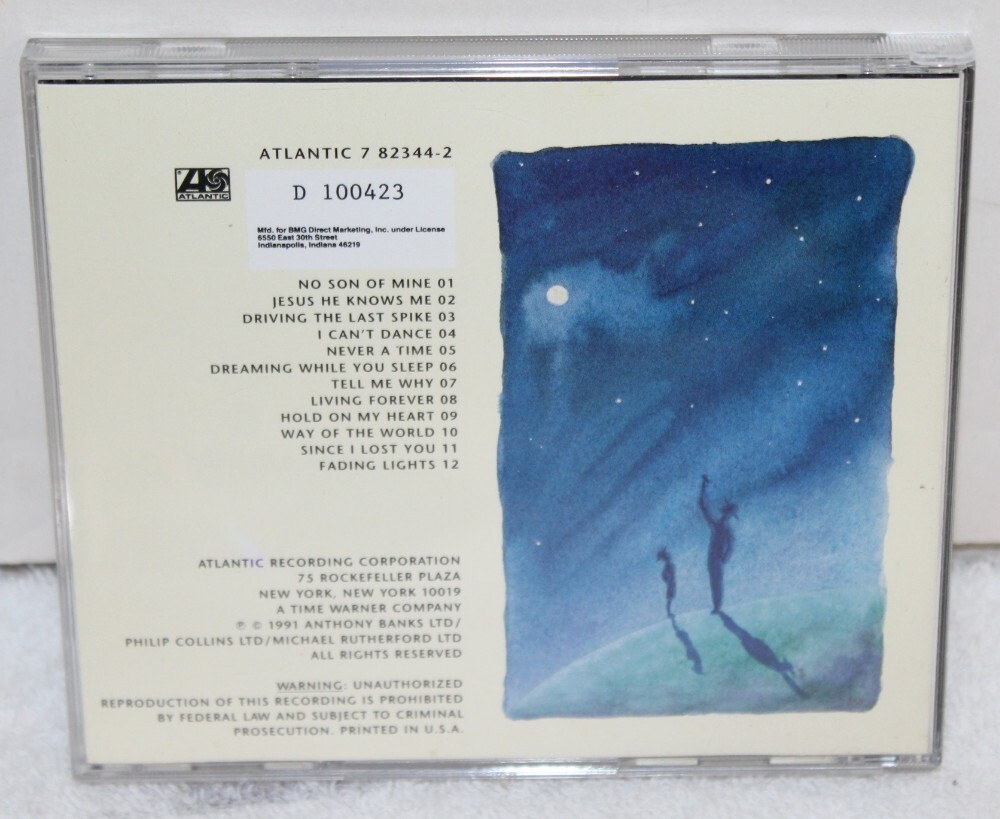 ATLANTIC 7 82344-2
ATLANTIC
D 100423
Mfd. for BMG Direct Marketing, Inc. under License
6550 East 30th Street
Indianapolis, Indiana 46219
NO SON OF MINE 01
JESUS HE KNOWS ME 02
DRIVING THE LAST SPIKE 03
I CAN'T DANCE 04
NEVER A TIME 05
DREAMING WHILE YOU SLEEP 06
TELL ME WHY 07
LIVING FOREVER 08
HOLD ON MY HEART 09
WAY OF THE WORLD 10
SINCE I LOST YOU 11
FADING LIGHTS 12
ATLANTIC RECORDING CORPORATION
75 ROCKEFELLER PLAZA
NEW YORK, NEW YORK 10019
A TIME WARNER COMPANY
℗ © 1991 ANTHONY BANKS LTD/
PHILIP COLLINS LTD/MICHAEL RUTHERFORD LTD
ALL RIGHTS RESERVED
WARNING: UNAUTHORIZED
REPRODUCTION OF THIS RECORDING IS PROHIBITED
BY FEDERAL LAW AND SUBJECT TO CRIMINAL
PROSECUTION. PRINTED IN U.S.A.